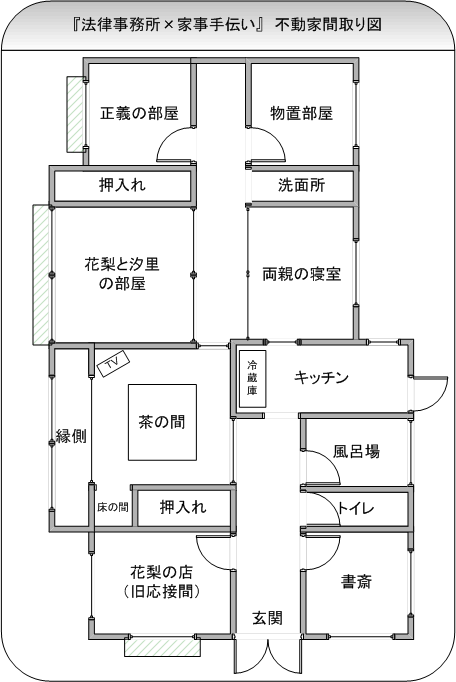 『法律事務所×家事手伝い』 不動家間取り図
正義の部屋
物置部屋
押入れ
洗面所
花梨と汐里
の部屋
両親の寝室
TV
冷蔵庫
キッチン
縁側
茶の間
風呂場
床の間
押入れ
トイレ
花梨の店
（旧応接間）
書斎
玄関